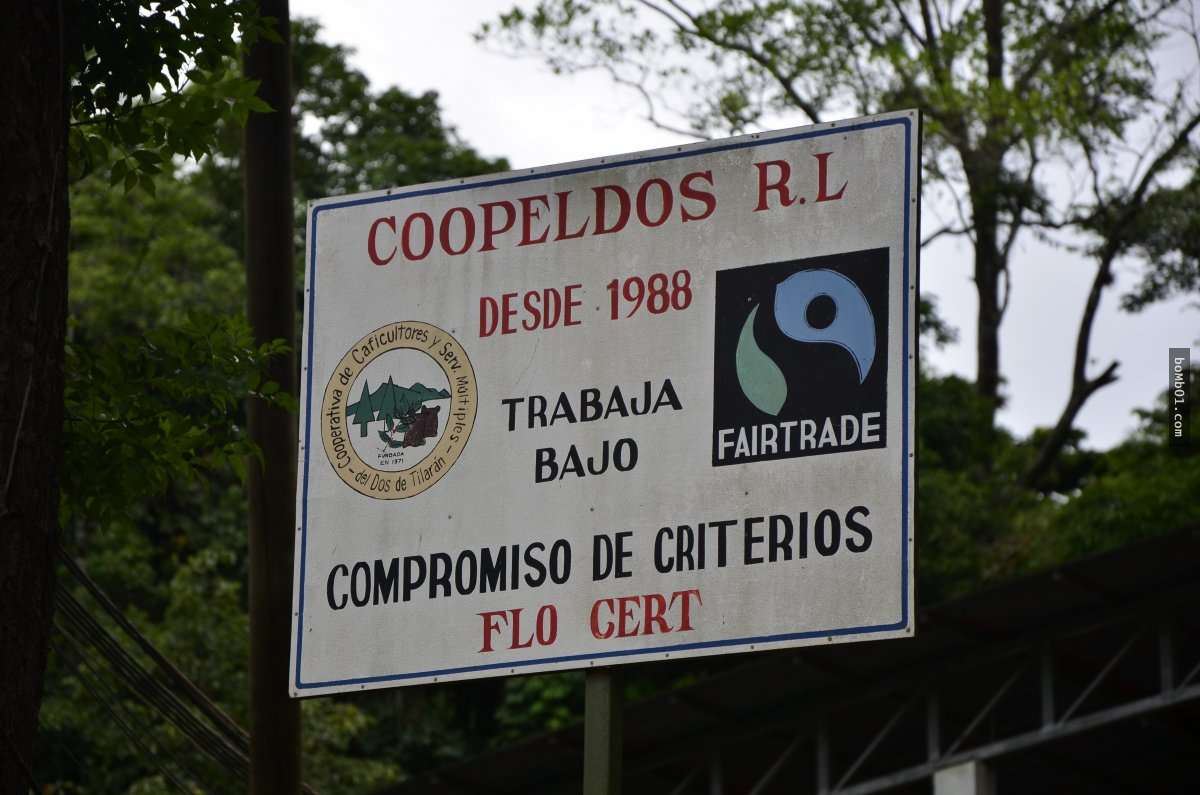 COOPELDOS R.L
DESDE 1988
Cooperativa de Caficultores y Serv. Múltiples -
- del Dos de Tilarán -
FUNDADA
EN 1971
TRABAJA
BAJO
FAIRTRADE
COMPROMISO DE CRITERIOS
FLO CERT
bomb01.com